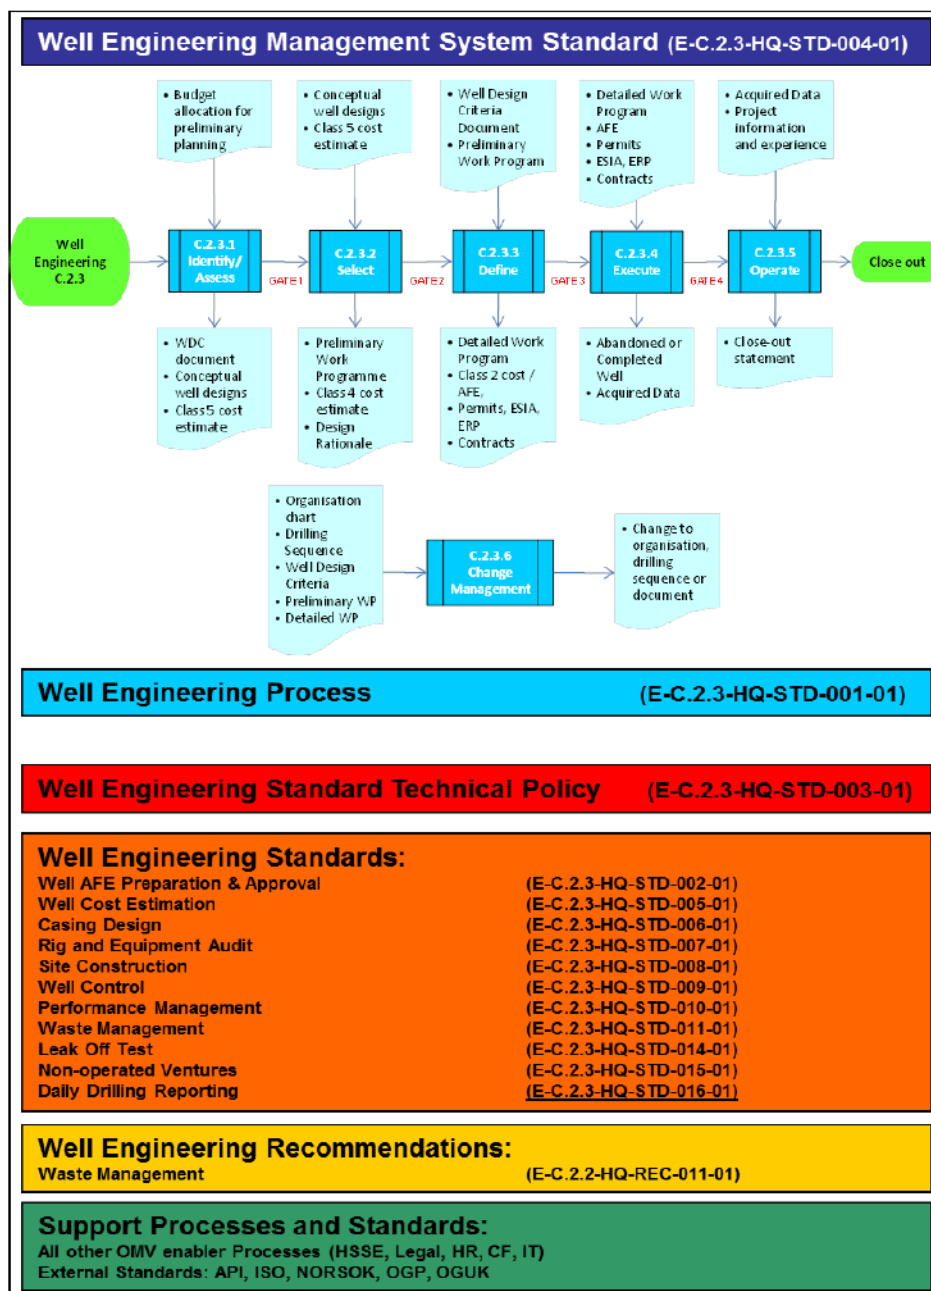 Well Engineering Management System Standard (E-C.2.3-HQ-STD-004-01)
• Budget
allocation for
preliminary
planning
• Conceptual
well designs
• Class 5 cost
estimate
• Well Design
Criteria
Document
• Preliminary
Work Program
• Detailed Work
Program
• AFE
• Permits
• ESIA, ERP
• Contracts
• Acquired Data
• Project
information
and experience
Well
Engineering
C.2.3
C.2.3.1
Identify/
Assess
GATE1
C.2.3.2
Select
GATE2
C.2.3.3
Define
GATE3
C.2.3.4
Execute
GATE4
C.2.3.5
Operate
Close out
• WDC
document
• Conceptual
well designs
• Class 5 cost
estimate
• Preliminary
Work
Programme
• Class 4 cost
estimate
• Design
Rationale
• Detailed Work
Program
• Class 2 cost /
AFE,
• Permits, ESIA,
ERP
• Contracts
• Abandoned or
Completed
Well
• Acquired Data
• Close-out
statement
• Organisation
chart
• Drilling
Sequence
• Well Design
Criteria
• Preliminary WP
• Detailed WP
C.2.3.6
Change
Management
• Change to
organisation,
drilling
sequence or
document
Well Engineering Process (E-C.2.3-HQ-STD-001-01)
Well Engineering Standard Technical Policy (E-C.2.3-HQ-STD-003-01)
Well Engineering Standards:
Well AFE Preparation & Approval (E-C.2.3-HQ-STD-002-01)
Well Cost Estimation (E-C.2.3-HQ-STD-005-01)
Casing Design (E-C.2.3-HQ-STD-006-01)
Rig and Equipment Audit (E-C.2.3-HQ-STD-007-01)
Site Construction (E-C.2.3-HQ-STD-008-01)
Well Control (E-C.2.3-HQ-STD-009-01)
Performance Management (E-C.2.3-HQ-STD-010-01)
Waste Management (E-C.2.3-HQ-STD-011-01)
Leak Off Test (E-C.2.3-HQ-STD-014-01)
Non-operated Ventures (E-C.2.3-HQ-STD-015-01)
Daily Drilling Reporting (E-C.2.3-HQ-STD-016-01)
Well Engineering Recommendations:
Waste Management (E-C.2.2-HQ-REC-011-01)
Support Processes and Standards:
All other OMV enabler Processes (HSSE, Legal, HR, CF, IT)
External Standards: API, ISO, NORSOK, OGP, OGUK